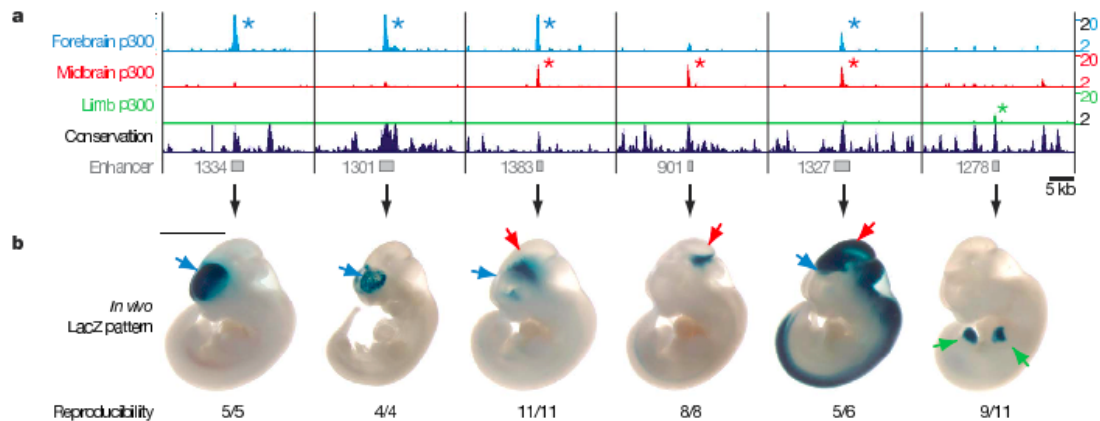 a
Forebrain p300
20
2
Midbrain p300
20
2
Limb p300
20
2
Conservation
Enhancer 1334 1301 1383 901 1327 1278
5 kb
b
In vivo
LacZ pattern
Reproducibility 5/5 4/4 11/11 8/8 5/6 9/11